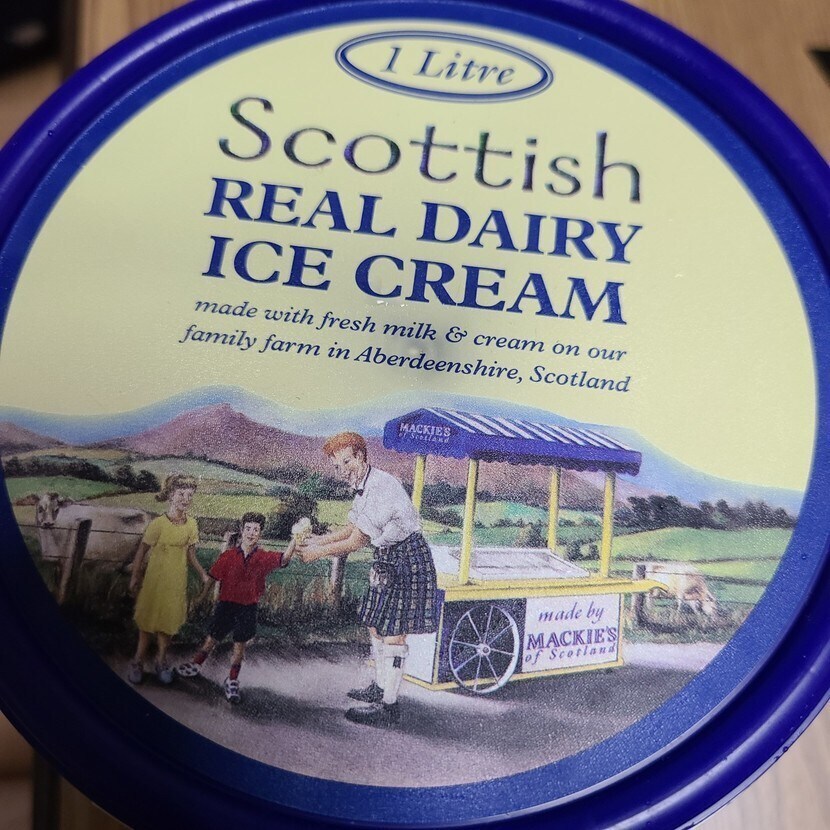 1 Litre
Scottish
REAL DAIRY
ICE CREAM
made with fresh milk & cream on our
family farm in Aberdeenshire, Scotland
MACKIE'S
of Scotland
made by
MACKIE'S
of Scotland